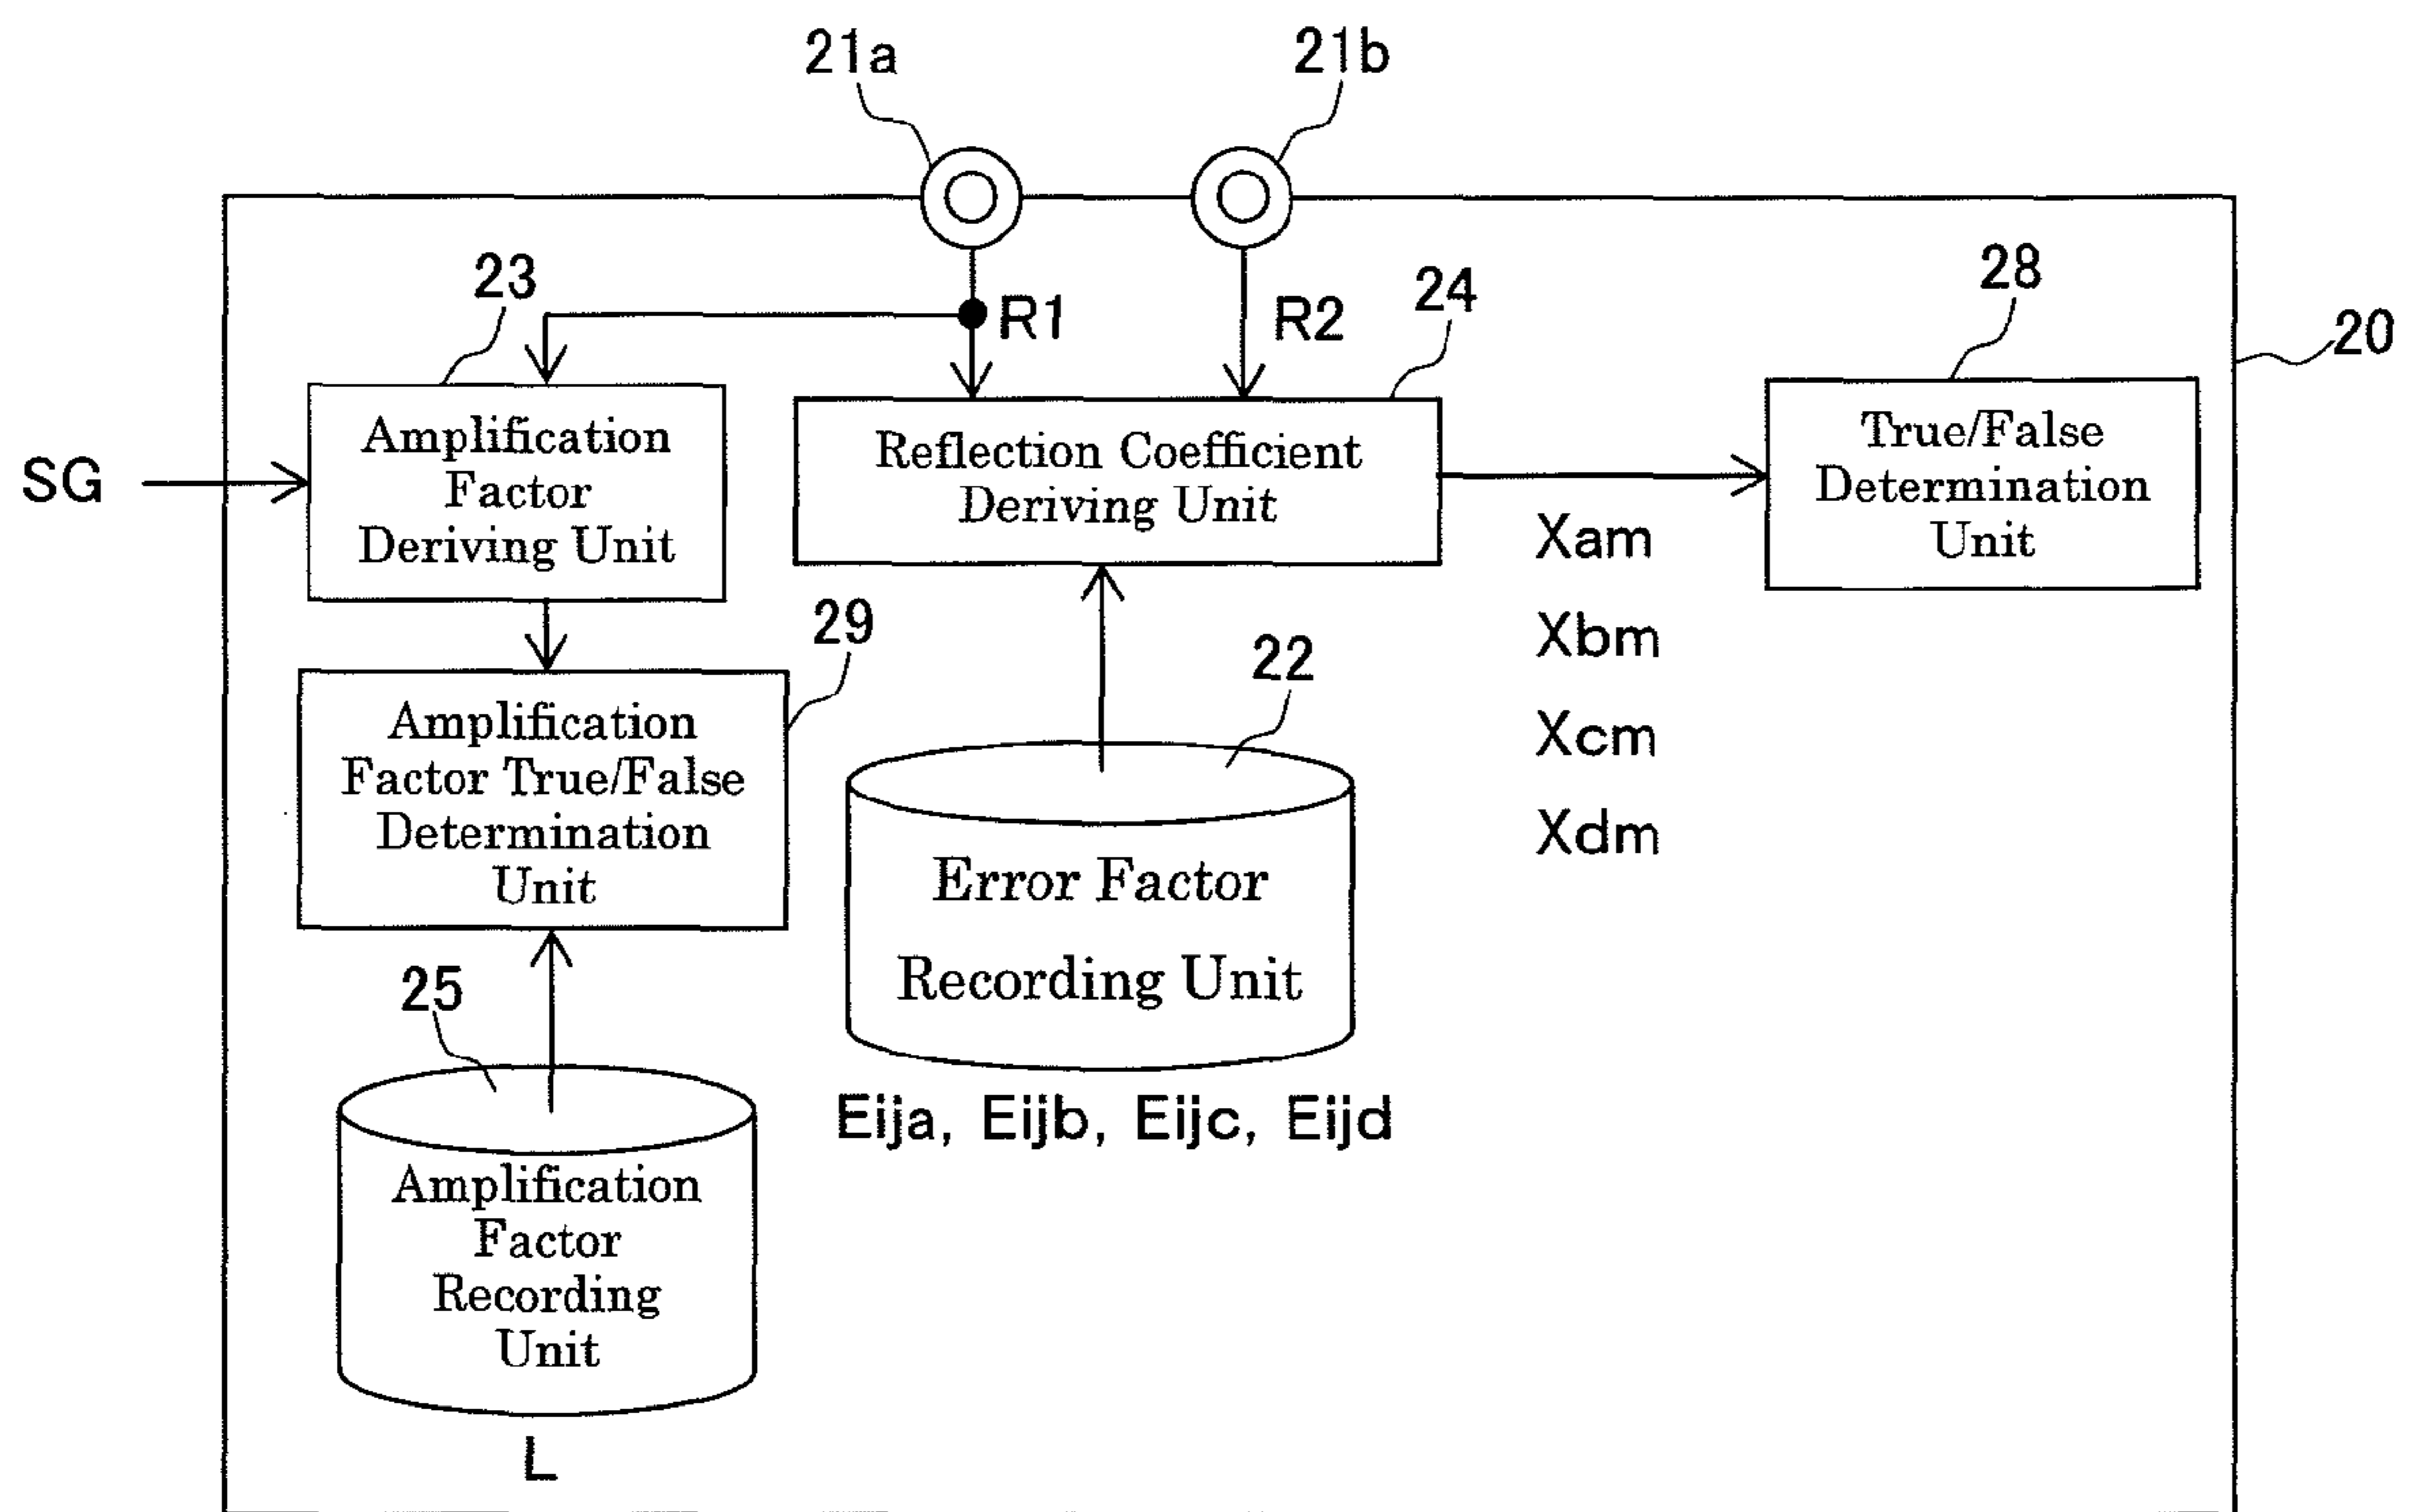 21a
21b
23
R1
R2
24
28
20
SG
Amplification
Factor
Deriving Unit
Reflection Coefficient
Deriving Unit
True/False
Determination
Unit
Xam
Xbm
Xcm
Xdm
29
22
Amplification
Factor True/False
Determination
Unit
Error Factor
Recording Unit
25
Eija, Eijb, Eijc, Eijd
Amplification
Factor
Recording
Unit
L